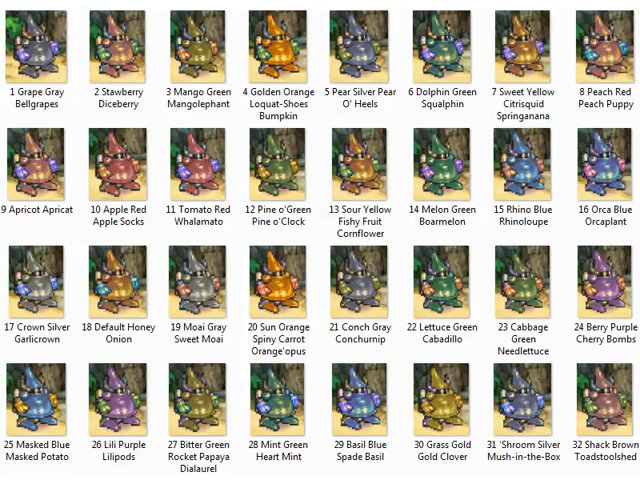 1 Grape Gray
Bellgrapes
2 Stawberry
Diceberry
3 Mango Green
Mangolephant
4 Golden Orange
Loquat-Shoes
Bumpkin
5 Pear Silver Pear
O' Heels
6 Dolphin Green
Squalphin
7 Sweet Yellow
Citrisquid
Springanana
8 Peach Red
Peach Puppy
9 Apricot Apricat
10 Apple Red
Apple Socks
11 Tomato Red
Whalamato
12 Pine o'Green
Pine o'Clock
13 Sour Yellow
Fishy Fruit
Cornflower
14 Melon Green
Boarmelon
15 Rhino Blue
Rhinoloupe
16 Orca Blue
Orcaplant
17 Crown Silver
Garlicrown
18 Default Honey
Onion
19 Moai Gray
Sweet Moai
20 Sun Orange
Spiny Carrot
Orange'opus
21 Conch Gray
Conchurnip
22 Lettuce Green
Cabadillo
23 Cabbage
Green
Needlettuce
24 Berry Purple
Cherry Bombs
25 Masked Blue
Masked Potato
26 Lili Purple
Lilipods
27 Bitter Green
Rocket Papaya
Dialaurel
28 Mint Green
Heart Mint
29 Basil Blue
Spade Basil
30 Grass Gold
Gold Clover
31 'Shroom Silver
Mush-in-the-Box
32 Shack Brown
Toadstoolshed